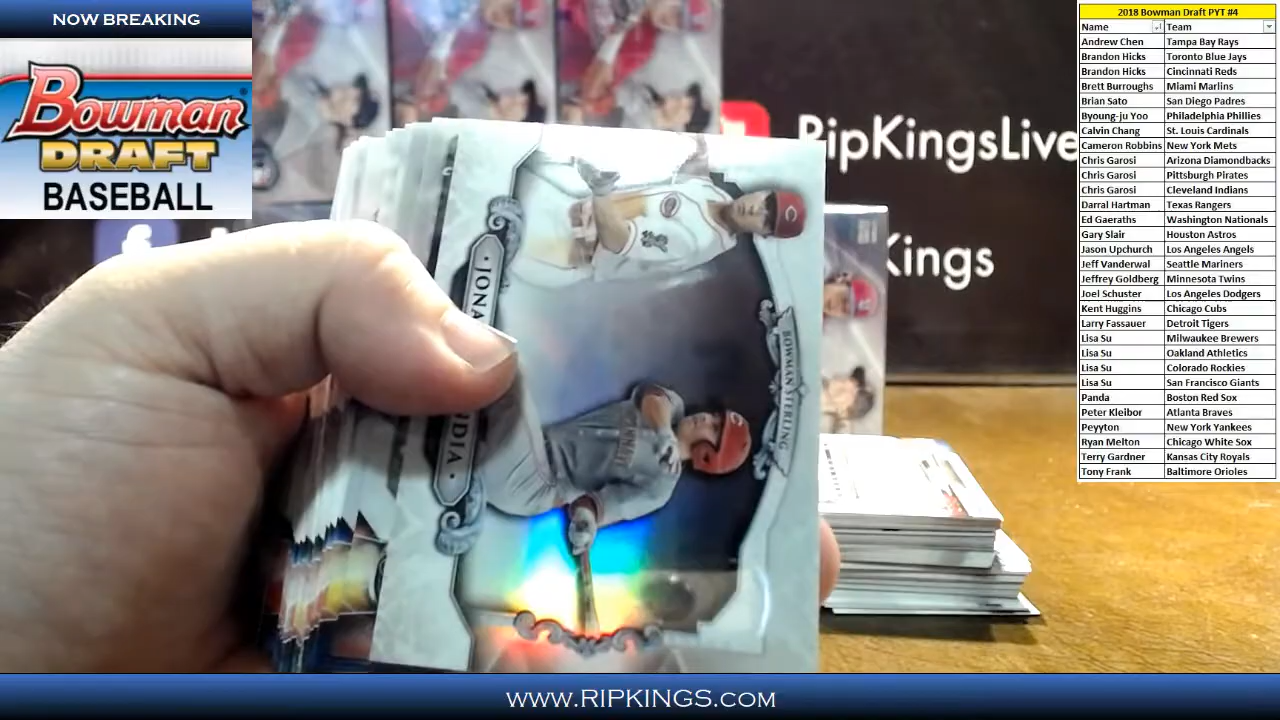 NOW BREAKING
Bowman
DRAFT
BASEBALL
RipKingsLive
Kings
JONA
DIA
BOWMAN STERLING
2018 Bowman Draft PYT #4
Name Team
Andrew Chen Tampa Bay Rays
Brandon Hicks Toronto Blue Jays
Brandon Hicks Cincinnati Reds
Brett Burroughs Miami Marlins
Brian Sato San Diego Padres
Byoung-ju Yoo Philadelphia Phillies
Calvin Chang St. Louis Cardinals
Cameron Robbins New York Mets
Chris Garosi Arizona Diamondbacks
Chris Garosi Pittsburgh Pirates
Chris Garosi Cleveland Indians
Darral Hartman Texas Rangers
Ed Gaeraths Washington Nationals
Gary Slair Houston Astros
Jason Upchurch Los Angeles Angels
Jeff Vanderwal Seattle Mariners
Jeffrey Goldberg Minnesota Twins
Joel Schuster Los Angeles Dodgers
Kent Huggins Chicago Cubs
Larry Fassauer Detroit Tigers
Lisa Su Milwaukee Brewers
Lisa Su Oakland Athletics
Lisa Su Colorado Rockies
Lisa Su San Francisco Giants
Panda Boston Red Sox
Peter Kleibor Atlanta Braves
Peyyton New York Yankees
Ryan Melton Chicago White Sox
Terry Gardner Kansas City Royals
Tony Frank Baltimore Orioles
WWW.RIPKINGS.COM